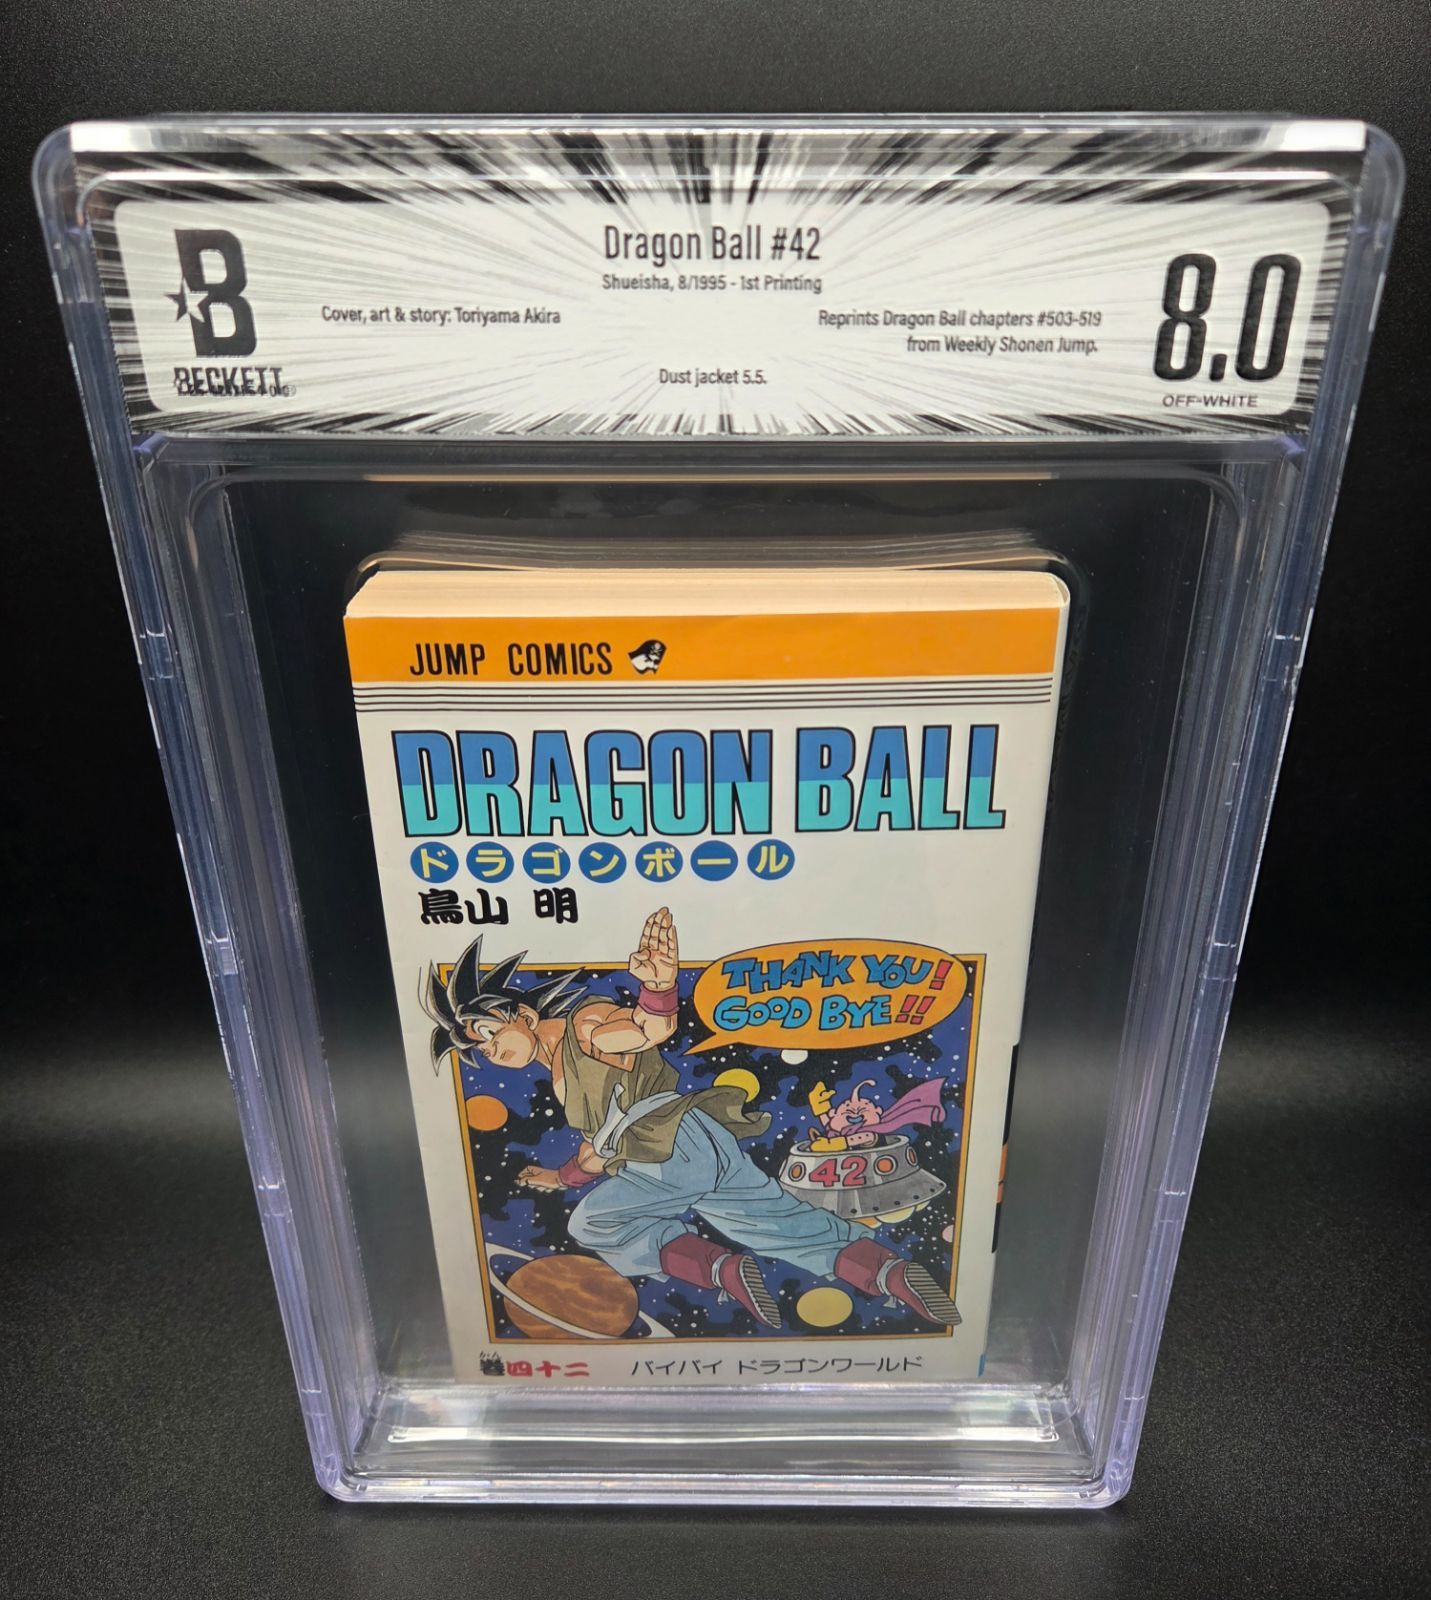 Dragon Ball #42
Shueisha, 8/1995 - 1st Printing
Cover, art & story: Toriyama Akira
Reprints Dragon Ball chapters #503-519
from Weekly Shonen Jump.
Dust jacket 5.5.
B
BECKETT
8.0
OFF-WHITE
JUMP COMICS
DRAGON BALL
ドラゴンボール
鳥山 明
THANK YOU!
GOOD BYE!!
42
かん
巻四十二 バイバイ ドラゴンワールド